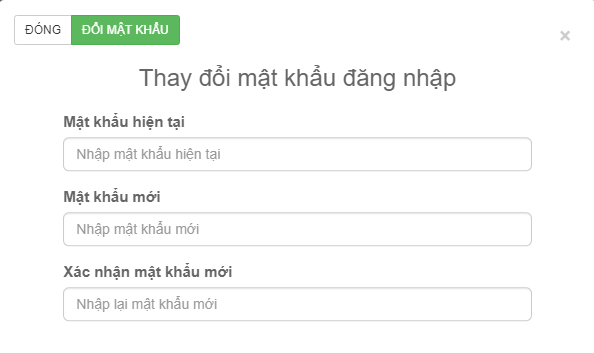 ĐÓNG ĐỔI MẬT KHẨU
×
Thay đổi mật khẩu đăng nhập
Mật khẩu hiện tại
Nhập mật khẩu hiện tại
Mật khẩu mới
Nhập mật khẩu mới
Xác nhận mật khẩu mới
Nhập lại mật khẩu mới